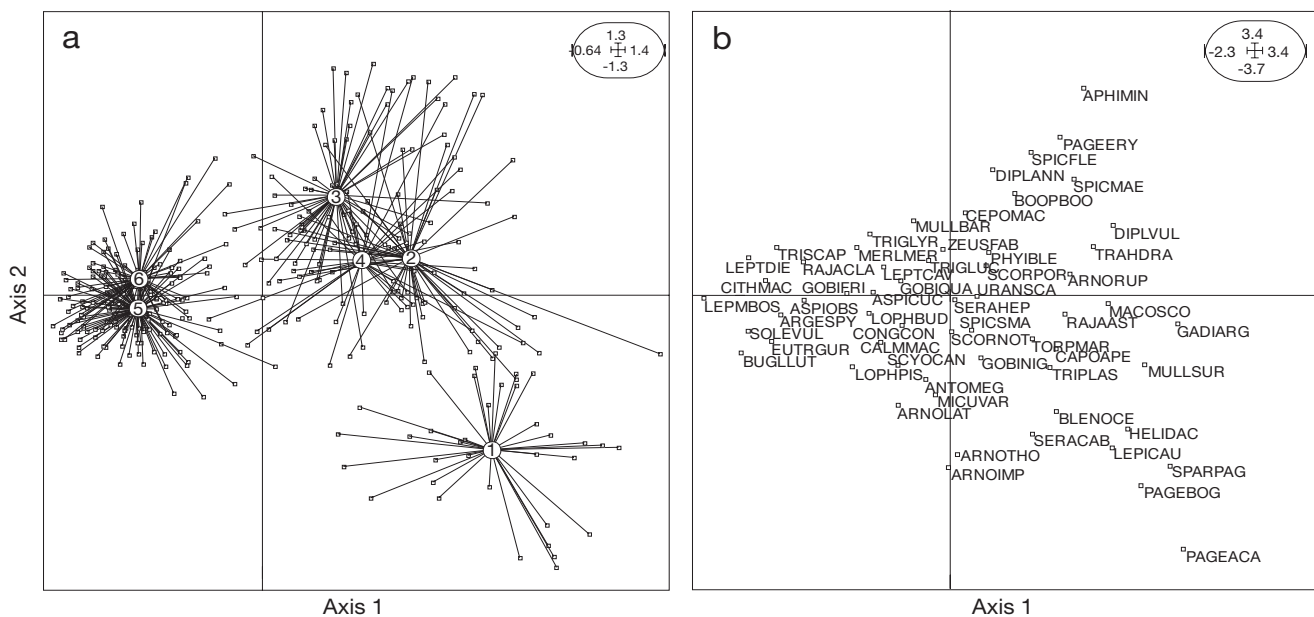 a
1.3
-0.64 1.4
-1.3
3
4 2
6
5
1
Axis 2
Axis 1
b
3.4
-2.3 3.4
-3.7
APHIMIN
PAGEERY
SPICFLE
DIPLANN
SPICMAE
BOOPBOO
CEPOMAC
MULLBAR
DIPLVUL
TRIGLYR ZEUSFAB
TRISCAP MERLMER PHYIBLE TRAHDRA
LEPTDIE RAJACLA LEPTCAV TRIGLUC SCORPOR ARNORUP
CITHMAC GOBIFRI GOBIQUA URANSCA
LEPMBOS ASPIOBS ASPICUC SERAHEP MACOSCO
ARGESPY LOPHBUD SPICSMA RAJAAST GADIARG
SOLEVUL CONGCON SCORNOT TORPMAR
EUTRGUR CALMMAC CAPOAPE
BUGLLUT SCYOCAN GOBINIG TRIPLAS MULLSUR
LOPHPIS ANTOMEG
MICUVAR
ARNOLAT BLENOCE
SERACAB HELIDAC
ARNOTHO LEPICAU
ARNOIMP SPARPAG
PAGEBOG
PAGEACA
Axis 1